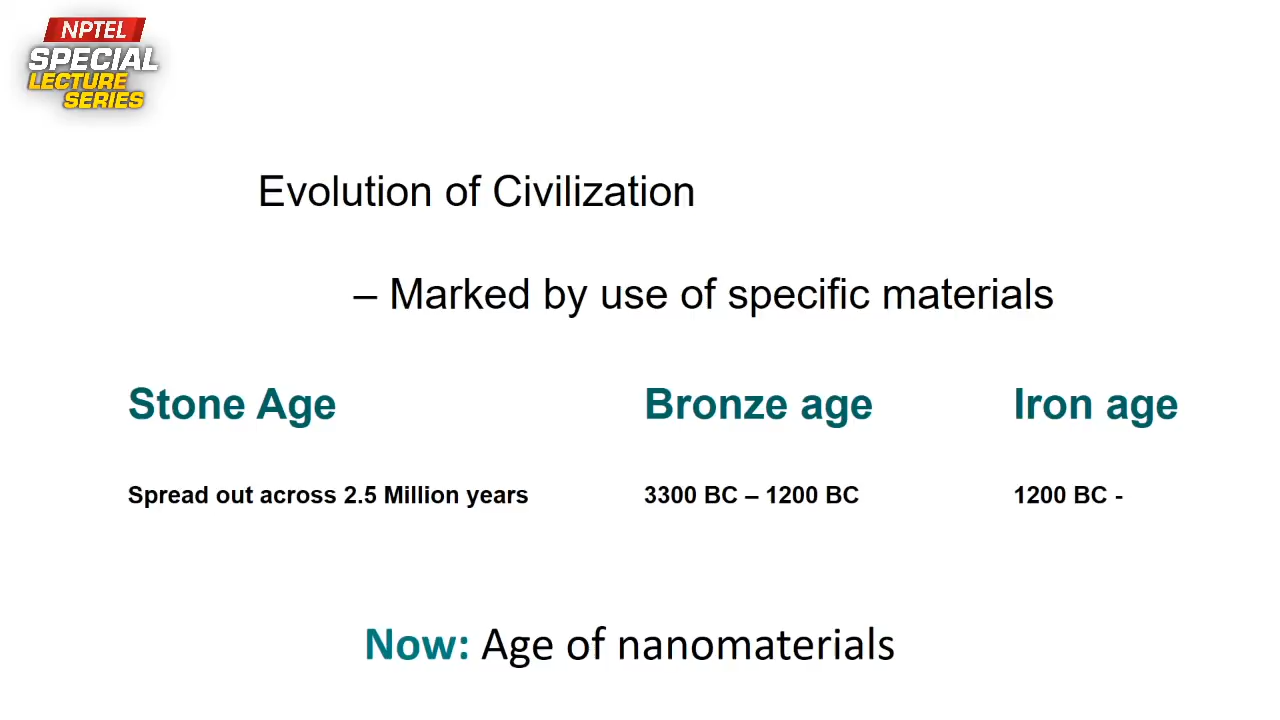 NPTEL
SPECIAL
LECTURE
SERIES
Evolution of Civilization
– Marked by use of specific materials
Stone Age Bronze age Iron age
Spread out across 2.5 Million years 3300 BC – 1200 BC 1200 BC -
Now: Age of nanomaterials